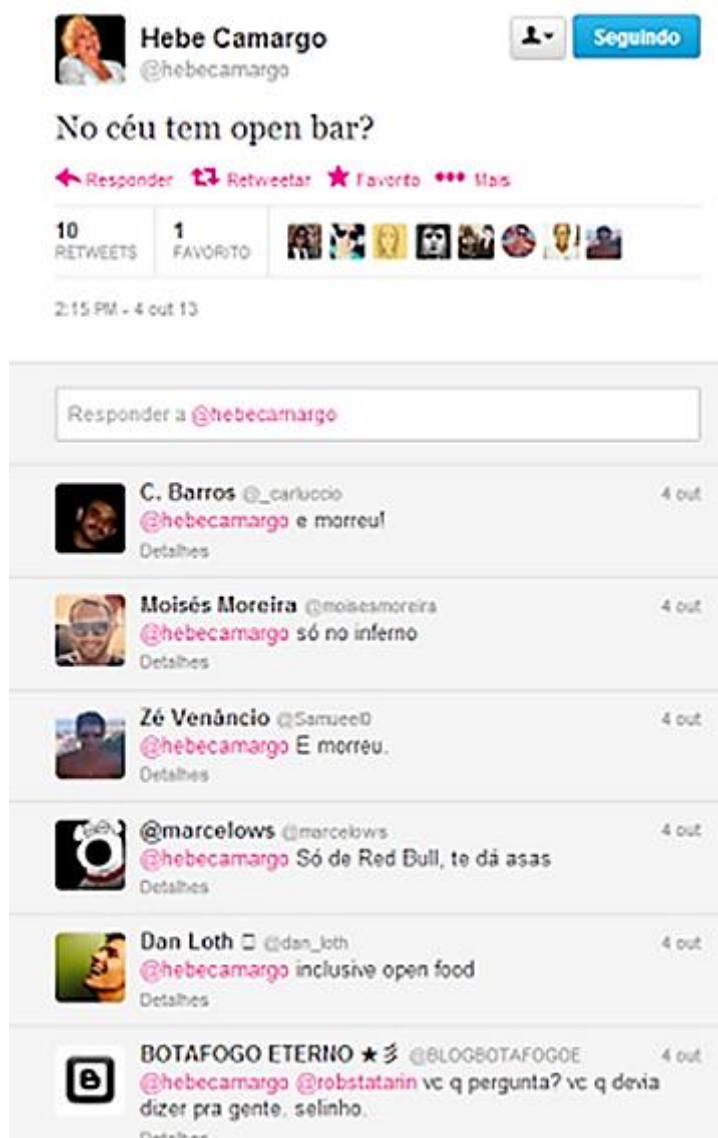 Hebe Camargo
@hebecamargo
Seguindo
No céu tem open bar?
Responder Retweetar Favorito Mais
10 RETWEETS
1 FAVORITO
2:15 PM - 4 out 13
Responder a @hebecamargo
C. Barros @_carluccio 4 out
@hebecamargo e morreu!
Detalhes
Moisés Moreira @moisesmoreira 4 out
@hebecamargo só no inferno
Detalhes
Zé Venâncio @Samueel0 4 out
@hebecamargo E morreu.
Detalhes
@marcelows @marcelows 4 out
@hebecamargo Só de Red Bull, te dá asas
Detalhes
Dan Loth @dan_loth 4 out
@hebecamargo inclusive open food
Detalhes
BOTAFOGO ETERNO ★彡 @BLOGBOTAFOGOE 4 out
@hebecamargo @robstatarin vc q pergunta? vc q devia
dizer pra gente. selinho.
Detalhes